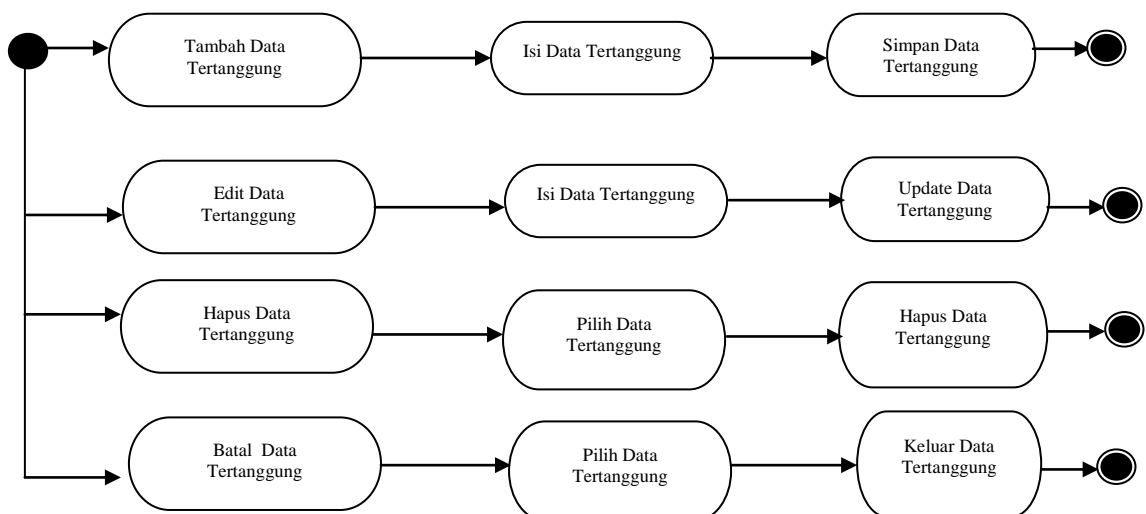 Tambah Data
Tertanggung
Isi Data Tertanggung
Simpan Data
Tertanggung
Edit Data
Tertanggung
Isi Data Tertanggung
Update Data
Tertanggung
Hapus Data
Tertanggung
Pilih Data
Tertanggung
Hapus Data
Tertanggung
Batal  Data
Tertanggung
Pilih Data
Tertanggung
Keluar Data
Tertanggung